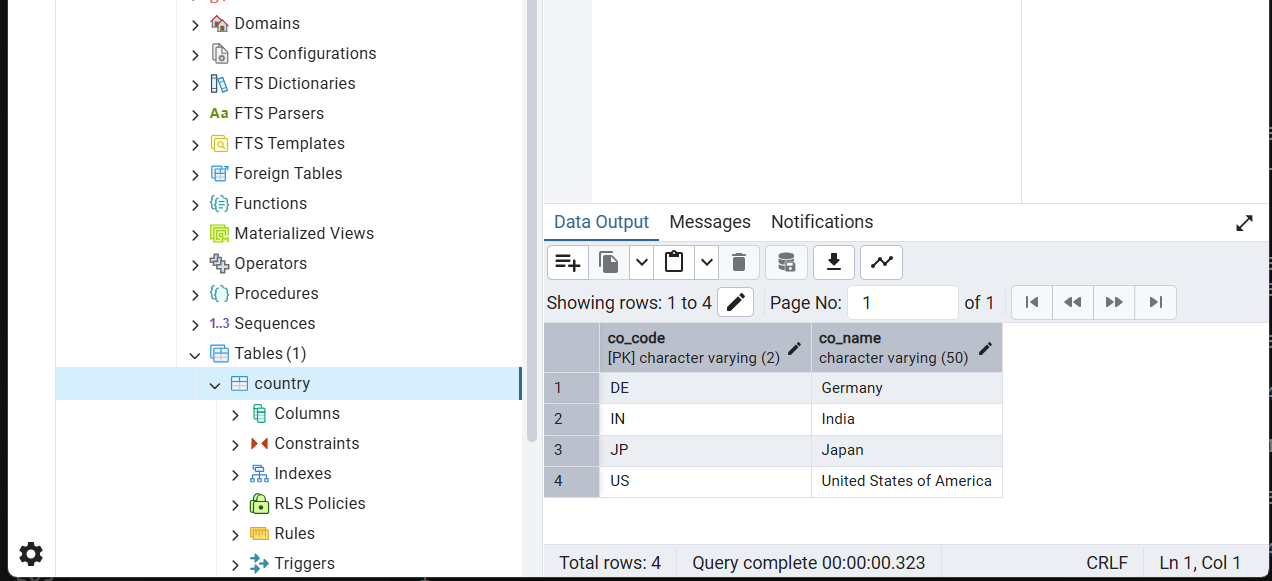 Domains
FTS Configurations
FTS Dictionaries
Aa FTS Parsers
FTS Templates
Foreign Tables
Functions
Materialized Views
Operators
Procedures
1..3 Sequences
Tables (1)
country
Columns
Constraints
Indexes
RLS Policies
Rules
Triggers
Data Output Messages Notifications
Showing rows: 1 to 4 Page No: 1 of 1
co_code co_name
[PK] character varying (2) character varying (50)
1 DE Germany
2 IN India
3 JP Japan
4 US United States of America
Total rows: 4 Query complete 00:00:00.323 CRLF Ln 1, Col 1